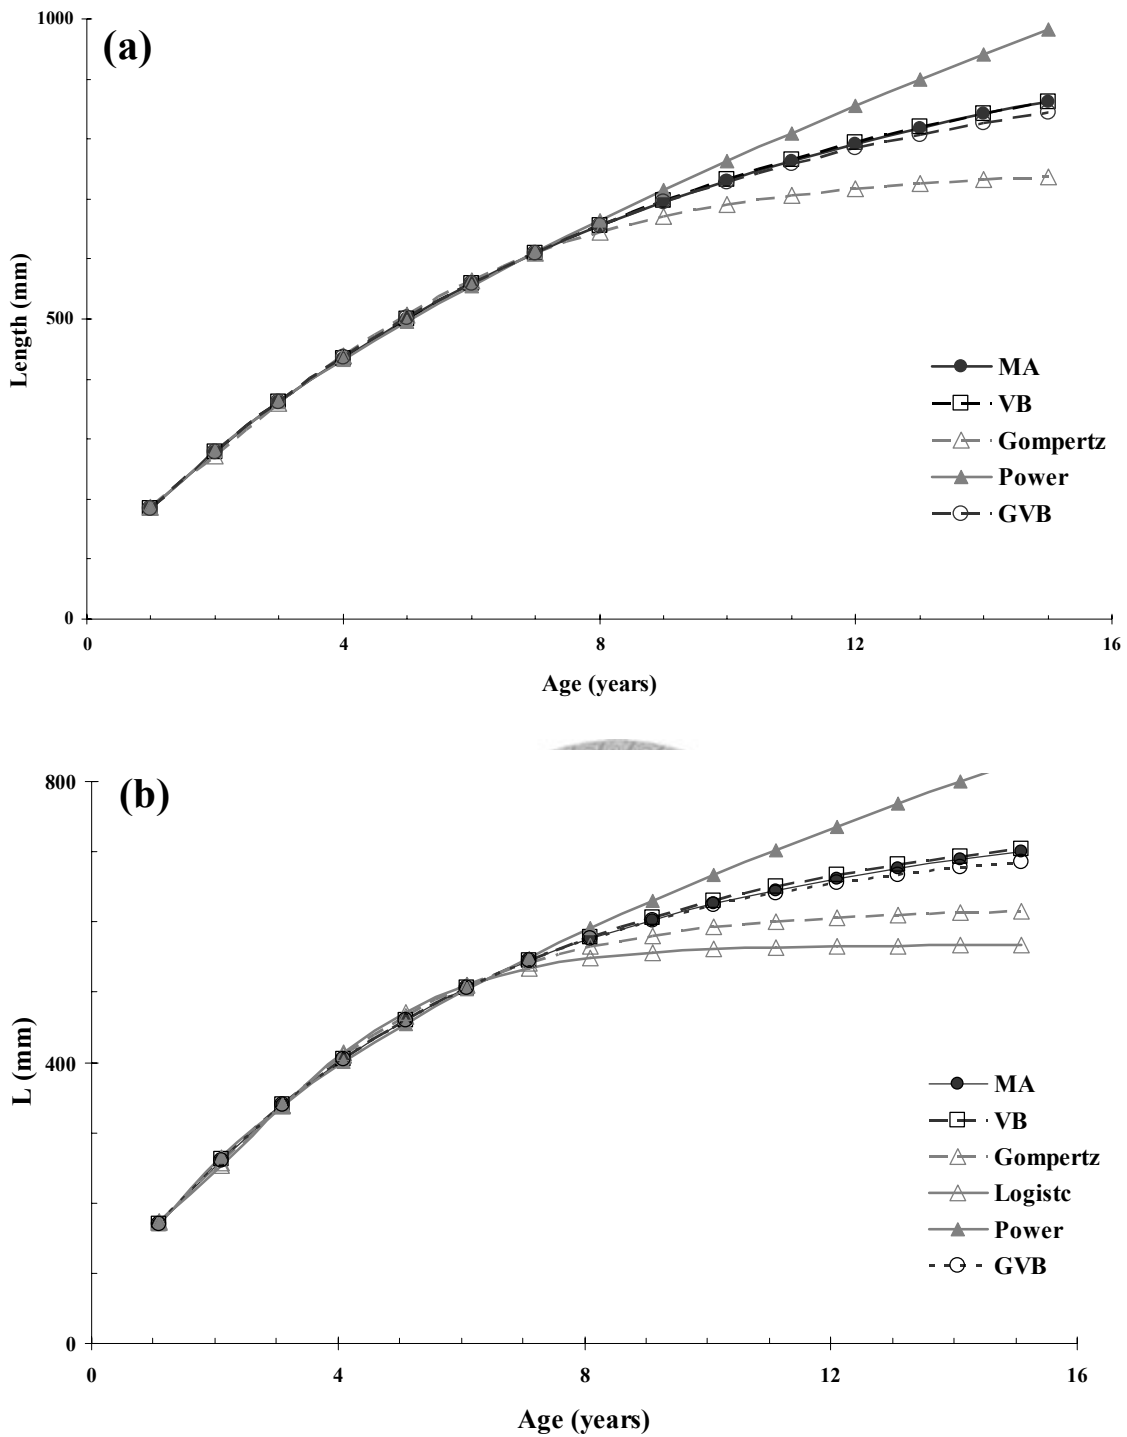 (a)
1000
500
0
Length (mm)
0 4 8 12 16
Age (years)
MA
VB
Gompertz
Power
GVB
(b)
800
400
0
L (mm)
0 4 8 12 16
Age (years)
MA
VB
Gompertz
Logistc
Power
GVB